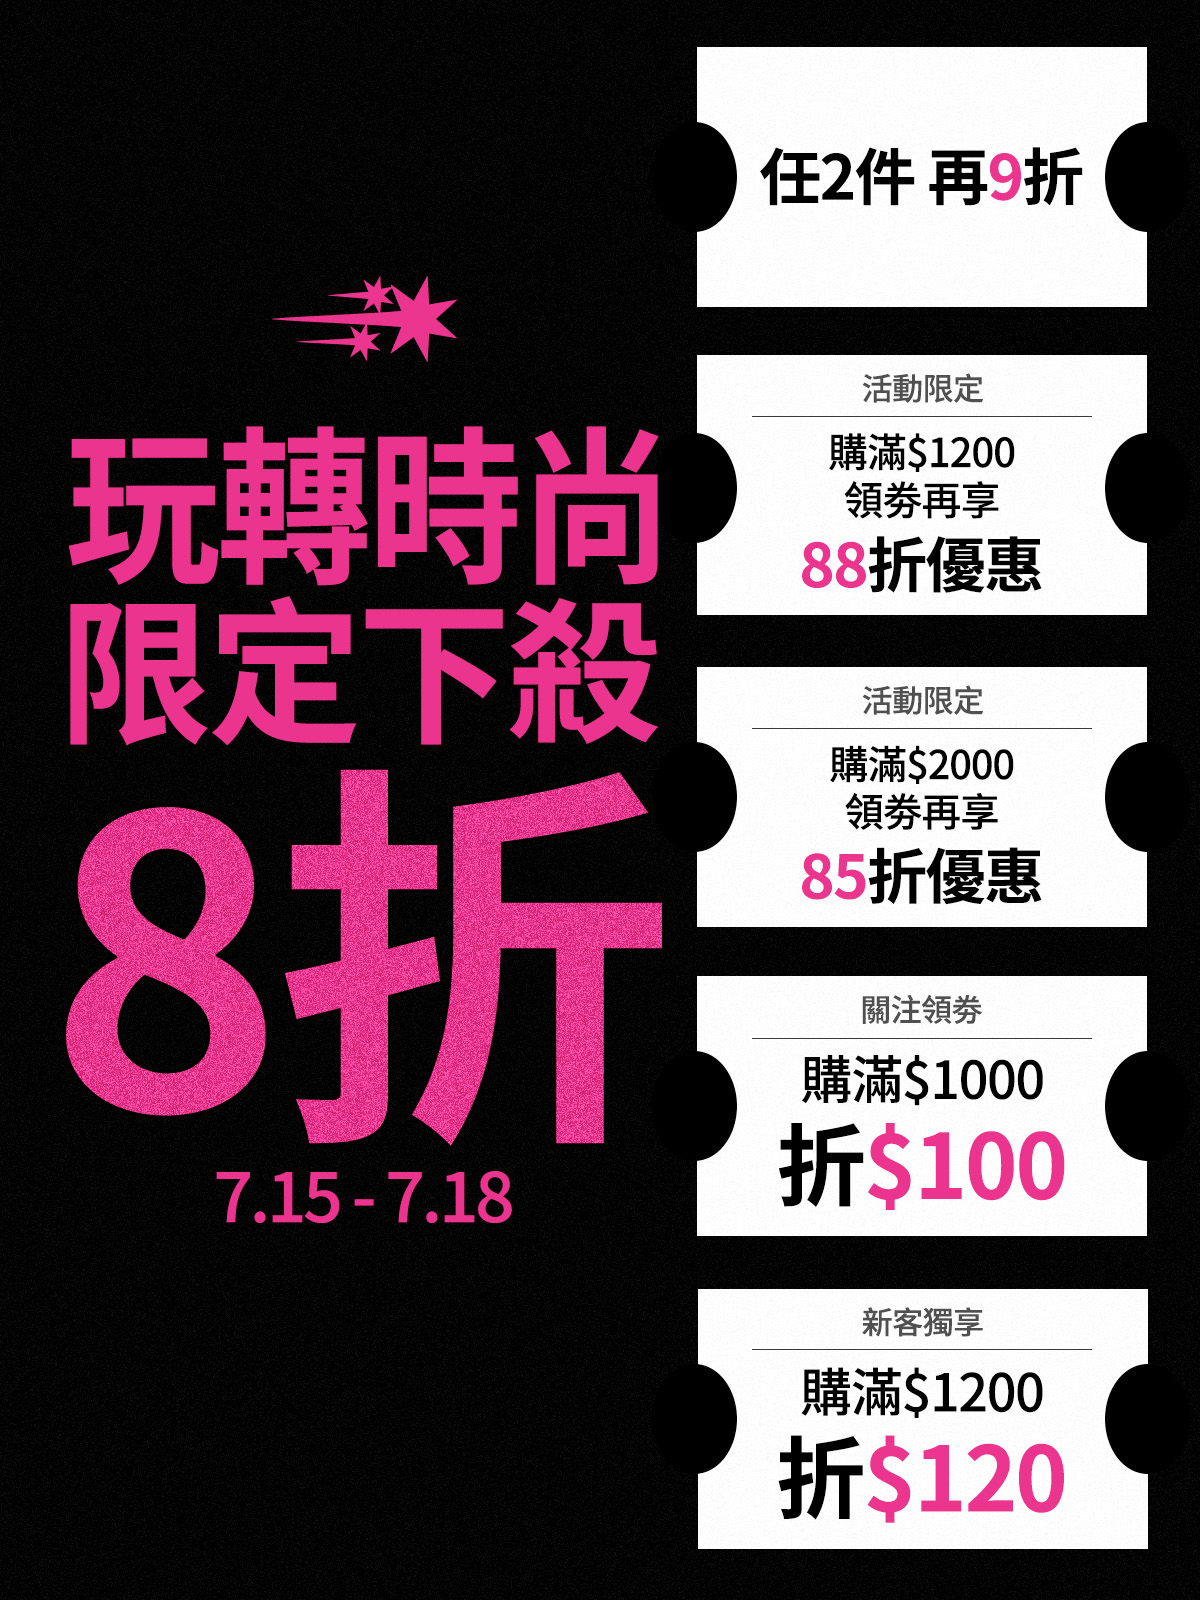 玩轉時尚
限定下殺
8折
7.15 - 7.18
任2件 再9折
活動限定
購滿$1200
領券再享
88折優惠
活動限定
購滿$2000
領券再享
85折優惠
關注領券
購滿$1000
折$100
新客獨享
購滿$1200
折$120